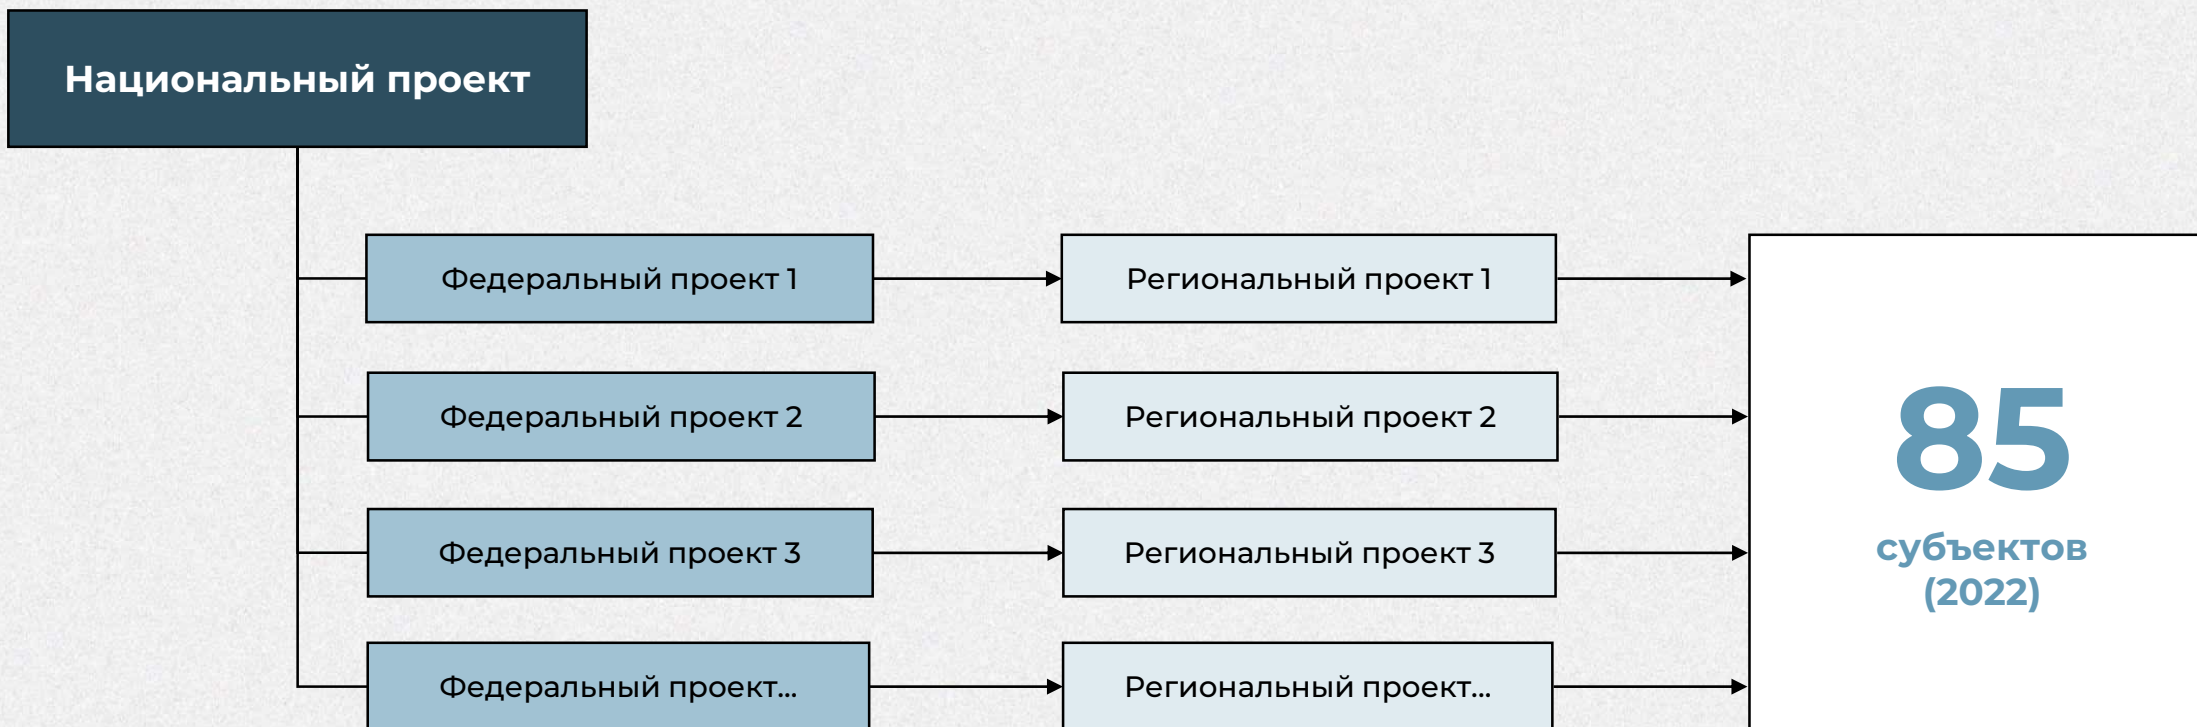 Национальный проект
Федеральный проект 1
Региональный проект 1
Федеральный проект 2
Региональный проект 2
Федеральный проект 3
Региональный проект 3
Федеральный проект...
Региональный проект...
85
субъектов
(2022)